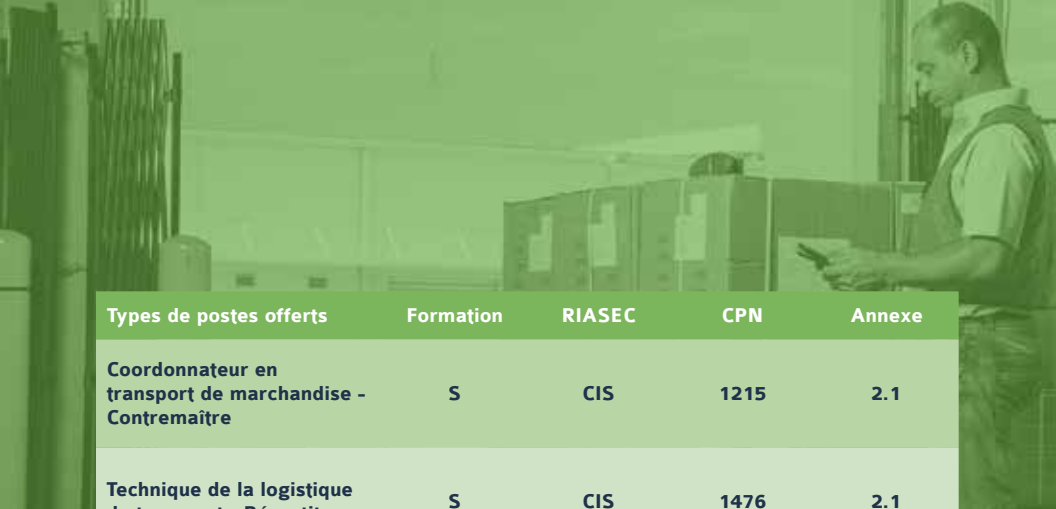 Types de postes offerts Formation RIASEC CPN Annexe
Coordonnateur en
transport de marchandise -
Contremaître
S CIS 1215 2.1
Technique de la logistique
S CIS 1476 2.1